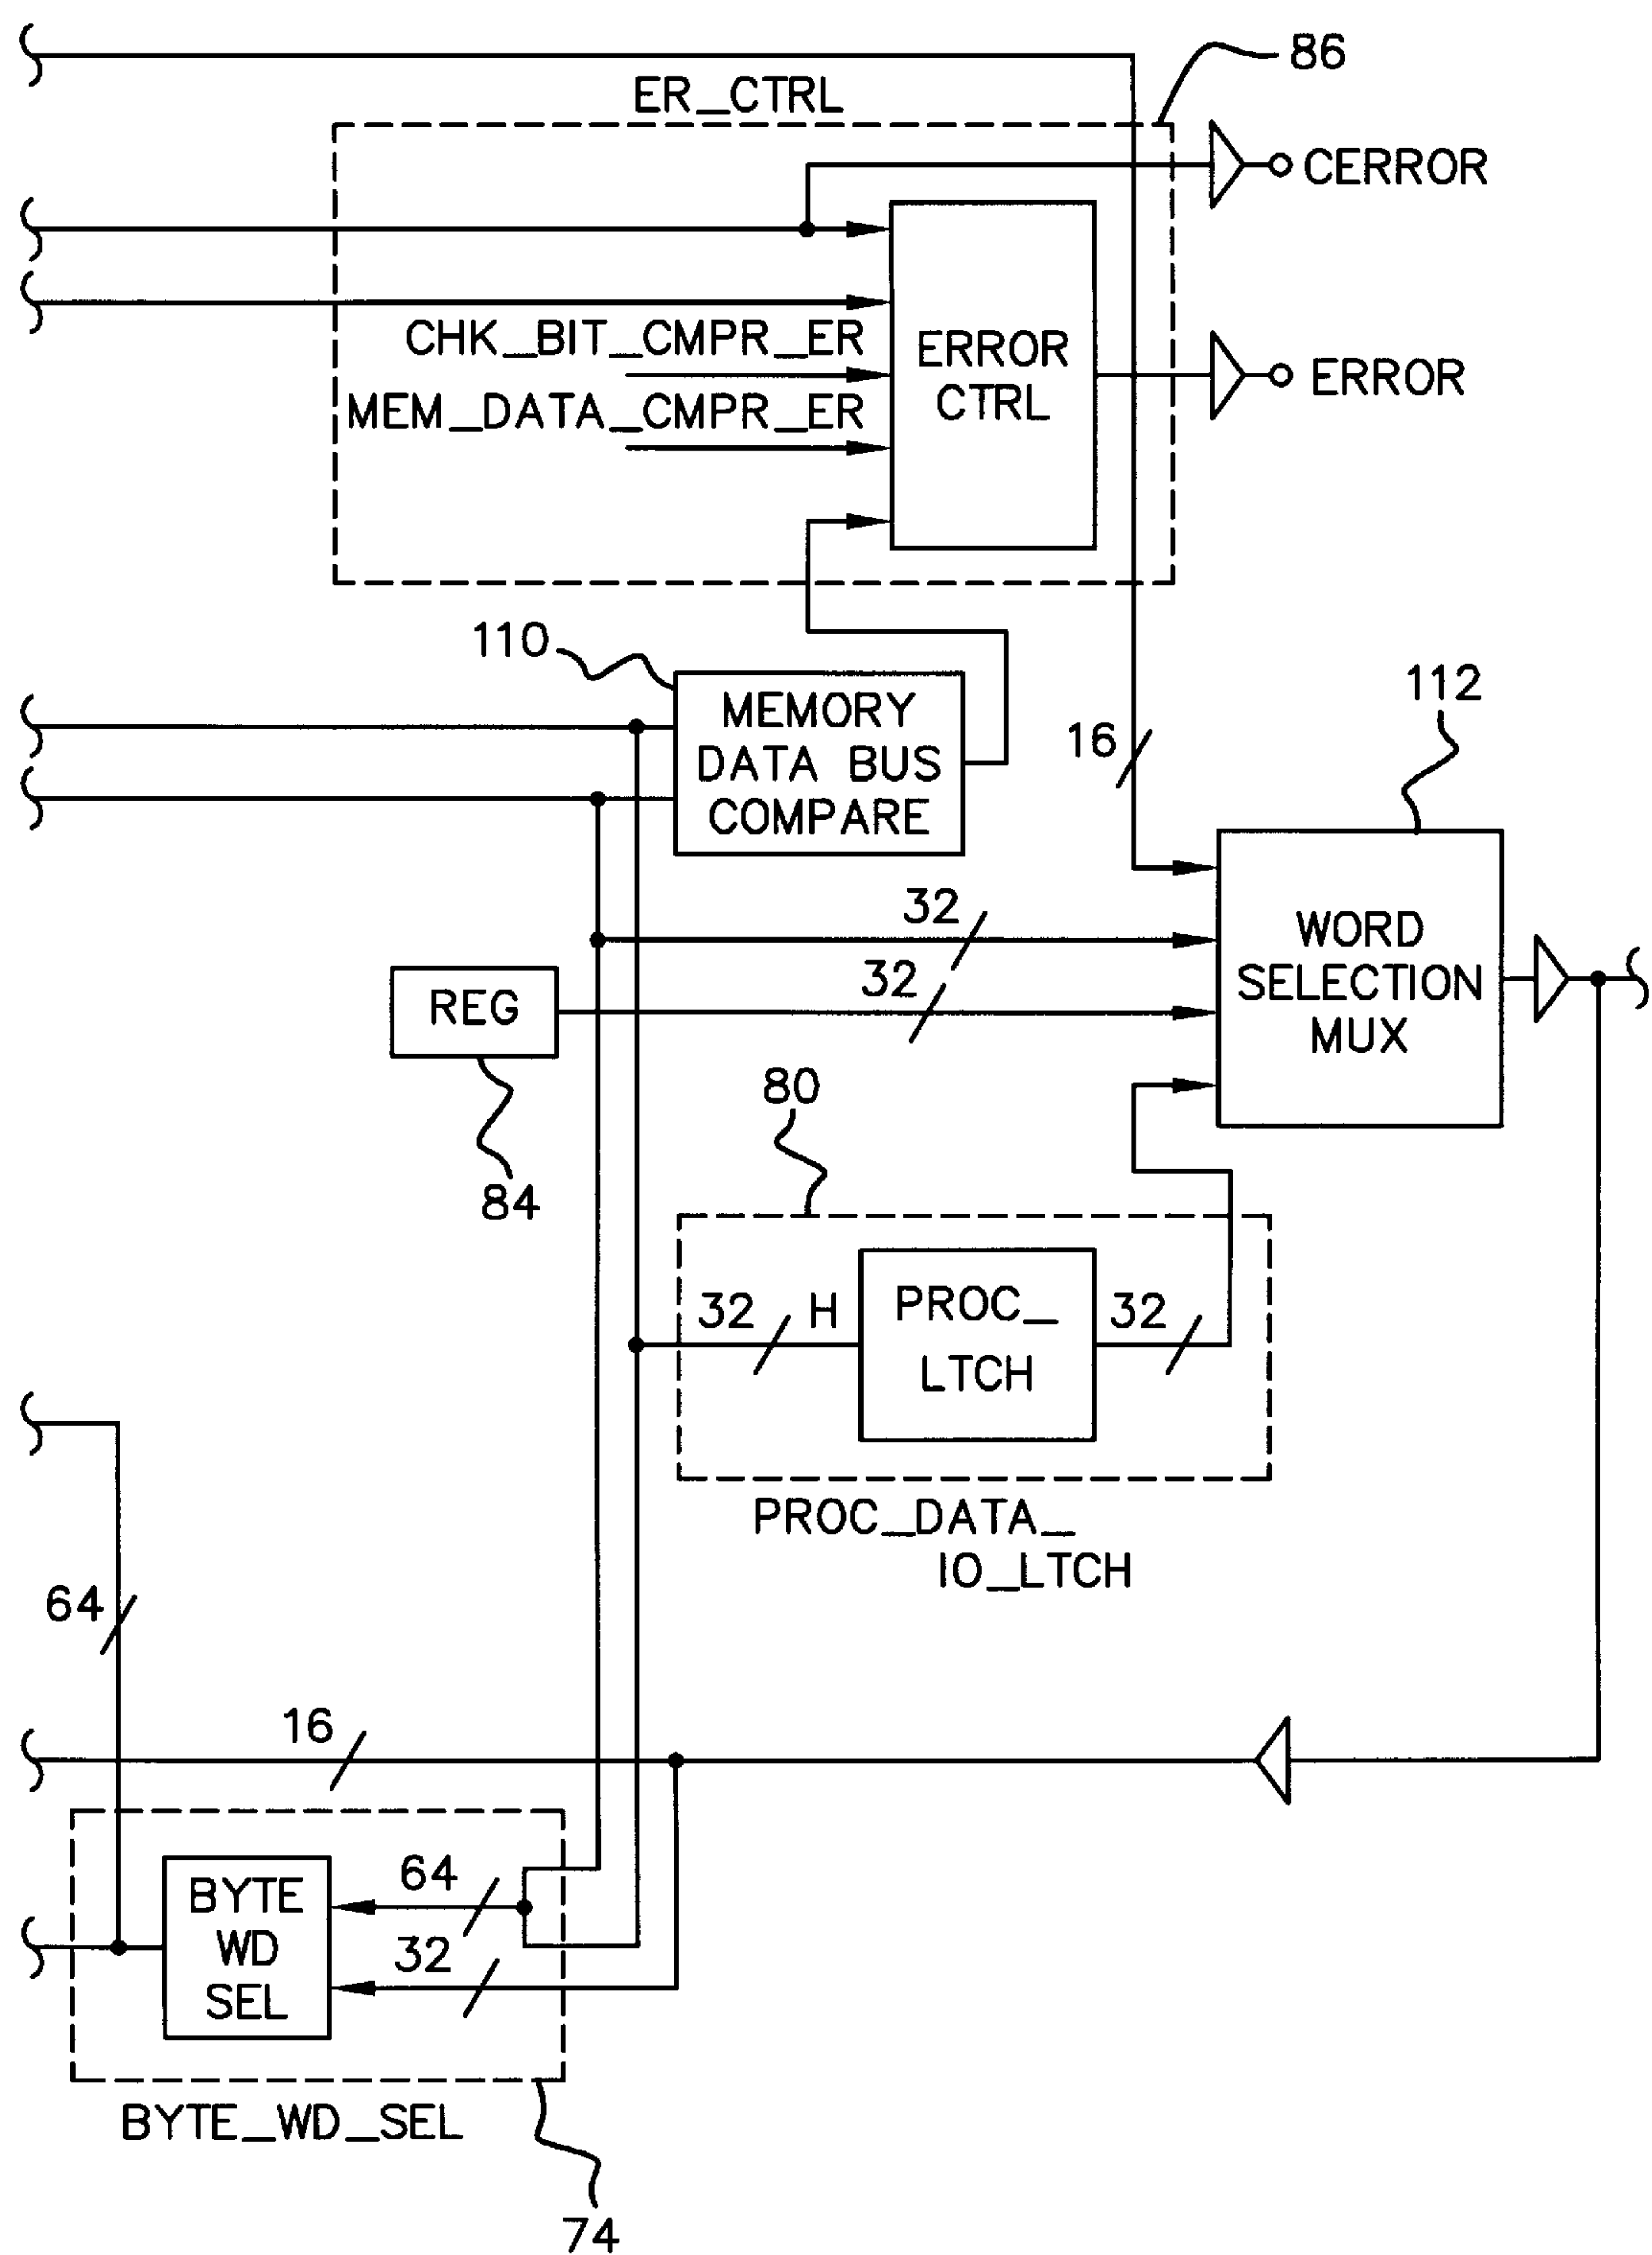 86
ER_CTRL
CERROR
CHK_BIT_CMPR_ER
MEM_DATA_CMPR_ER
ERROR
CTRL
ERROR
110
MEMORY
DATA BUS
COMPARE
16
112
32
32
WORD
SELECTION
MUX
REG
84
80
32
H
PROC_
LTCH
32
PROC_DATA_
IO_LTCH
64
16
BYTE
WD
SEL
64
32
BYTE_WD_SEL
74